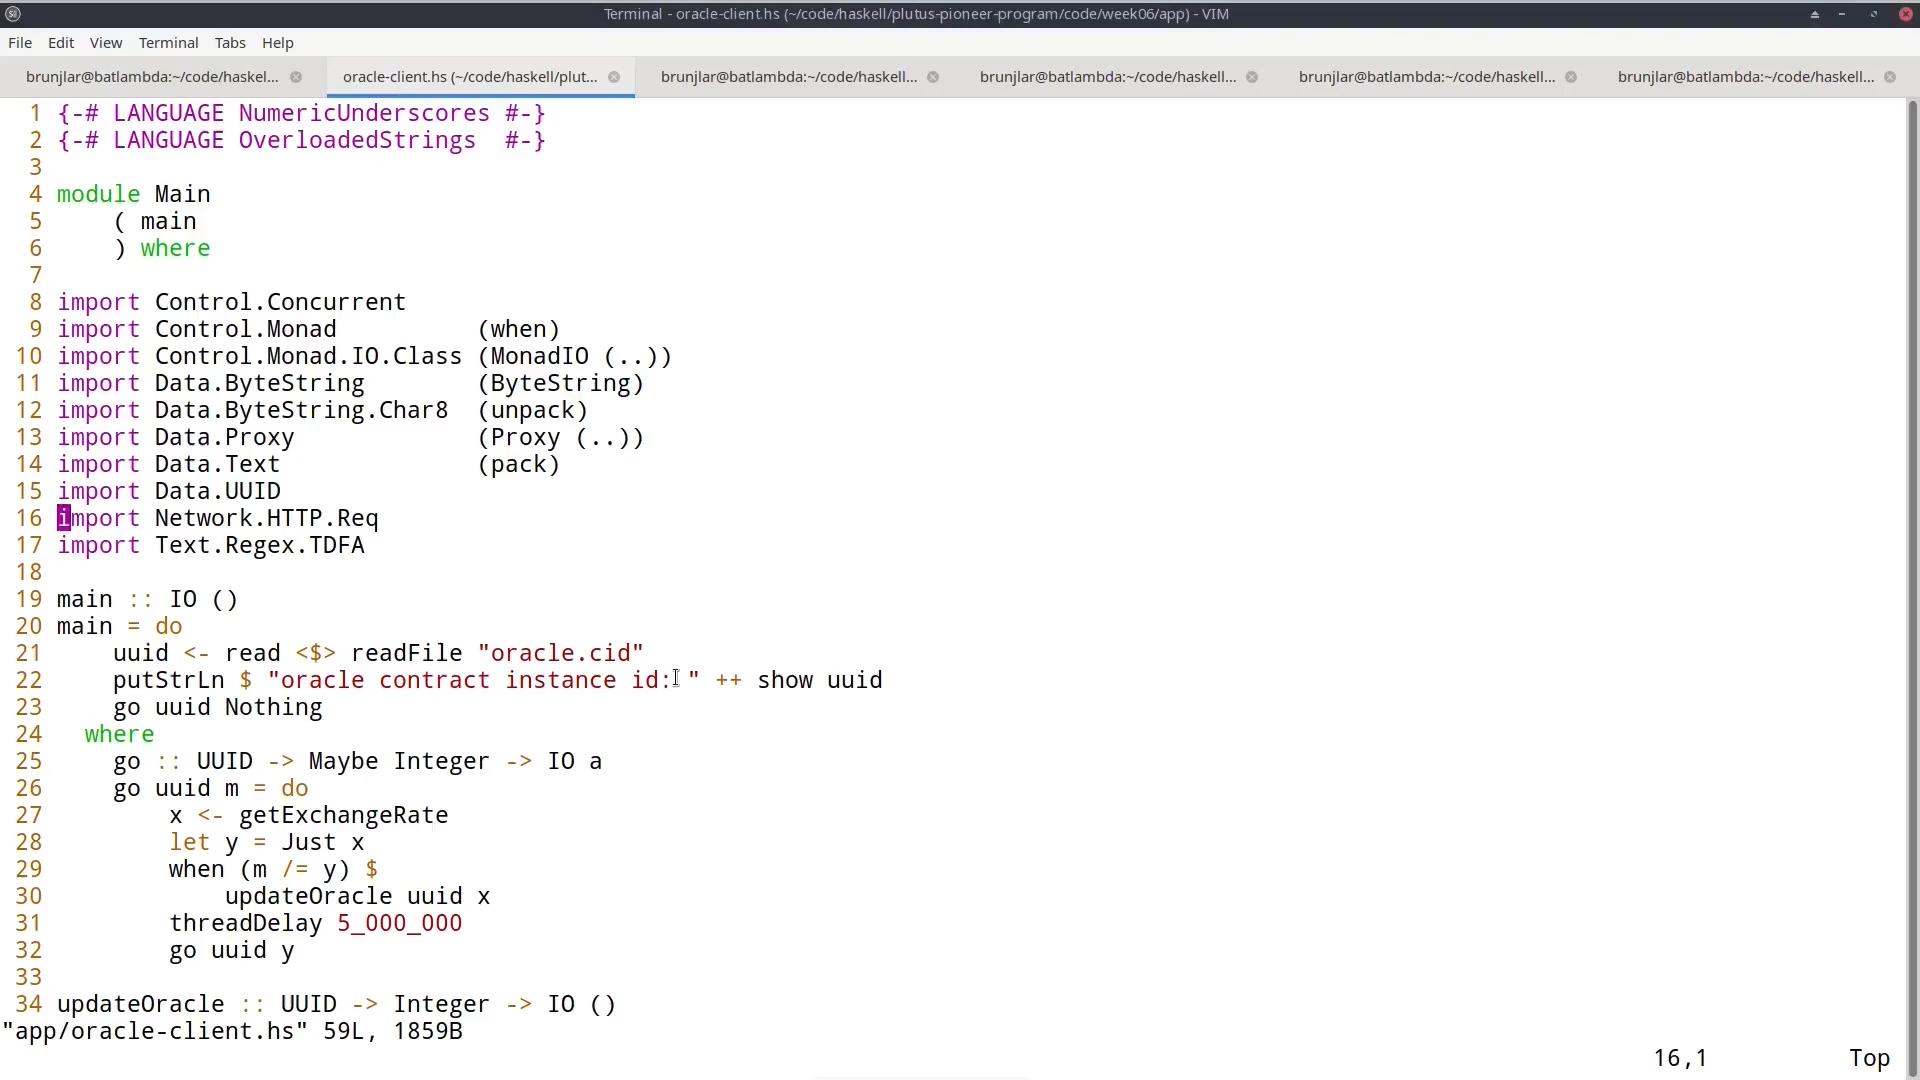 Terminal - oracle-client.hs (~/code/haskell/plutus-pioneer-program/code/week06/app) - VIM
File Edit View Terminal Tabs Help
brunjlar@batlambda:~/code/haskel... oracle-client.hs (~/code/haskell/plut... brunjlar@batlambda:~/code/haskell... brunjlar@batlambda:~/code/haskell... brunjlar@batlambda:~/code/haskell... brunjlar@batlambda:~/code/haskell...
1 {-# LANGUAGE NumericUnderscores #-}
2 {-# LANGUAGE OverloadedStrings  #-}
3
4 module Main
5     ( main
6     ) where
7
8 import Control.Concurrent
9 import Control.Monad          (when)
10 import Control.Monad.IO.Class (MonadIO (..))
11 import Data.ByteString        (ByteString)
12 import Data.ByteString.Char8  (unpack)
13 import Data.Proxy             (Proxy (..))
14 import Data.Text              (pack)
15 import Data.UUID
16 import Network.HTTP.Req
17 import Text.Regex.TDFA
18
19 main :: IO ()
20 main = do
21     uuid <- read <$> readFile "oracle.cid"
22     putStrLn $ "oracle contract instance id: " ++ show uuid
23     go uuid Nothing
24   where
25     go :: UUID -> Maybe Integer -> IO a
26     go uuid m = do
27         x <- getExchangeRate
28         let y = Just x
29         when (m /= y) $
30             updateOracle uuid x
31         threadDelay 5_000_000
32         go uuid y
33
34 updateOracle :: UUID -> Integer -> IO ()
"app/oracle-client.hs" 59L, 1859B
16,1 Top